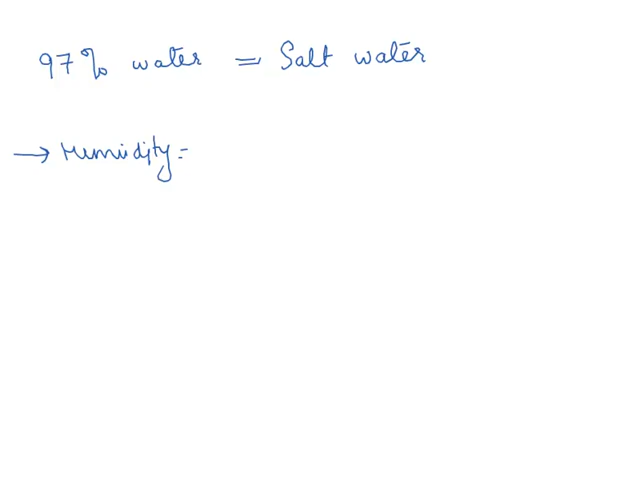 97% water = Salt water
→ Humidity =